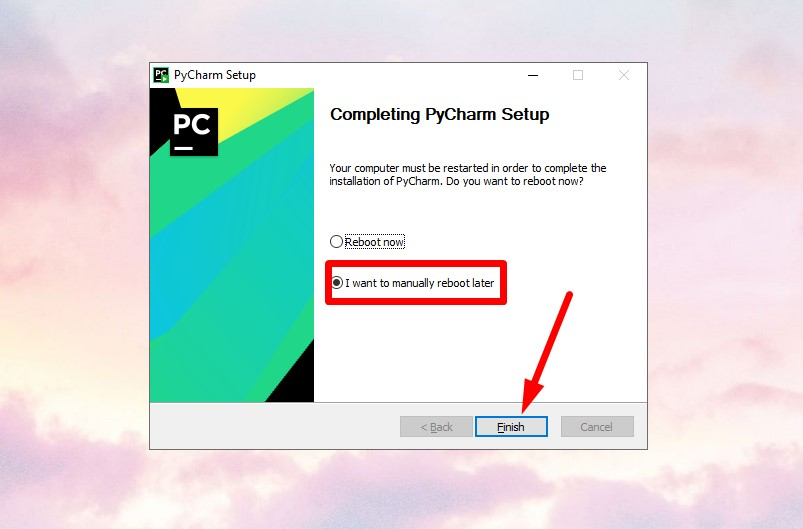 PC
PyCharm Setup
PC
Completing PyCharm Setup
Your computer must be restarted in order to complete the
installation of PyCharm. Do you want to reboot now?
Reboot now
I want to manually reboot later
< Back
Finish
Cancel